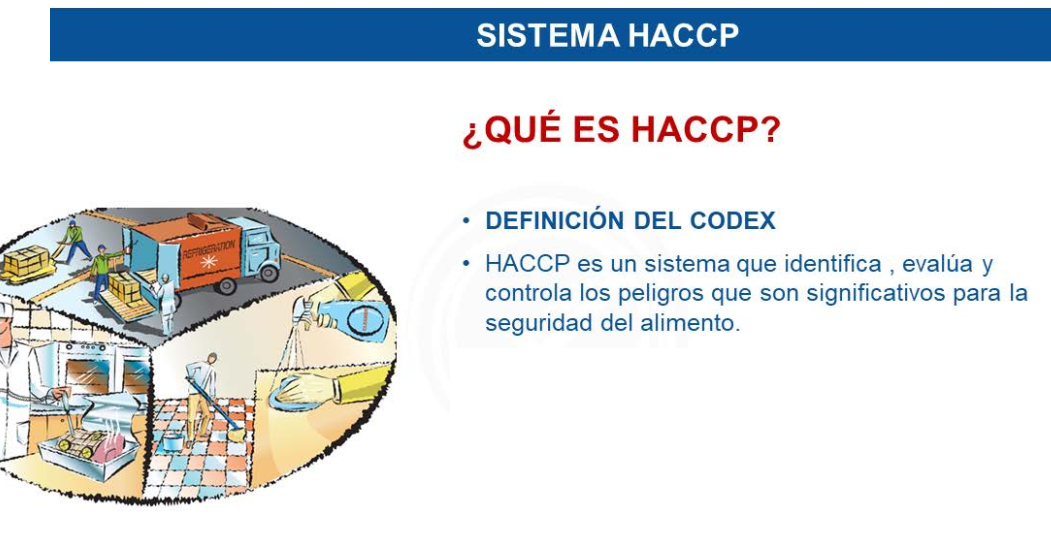 SISTEMA HACCP
¿QUÉ ES HACCP?
• DEFINICIÓN DEL CODEX
• HACCP es un sistema que identifica , evalúa y
controla los peligros que son significativos para la
seguridad del alimento.
REFRIGERATION